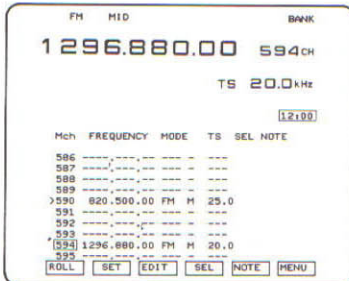 FM MID BANK
1296.880.00 594CH
TS 20.0kHz
12:00
Mch FREQUENCY MODE TS SEL NOTE
586 ----.---.-- --- - ---
587 ----.---.-- --- - ---
588 ----.---.-- --- - ---
589 ----.---.-- --- - ---
>590 820.500.00 FM M 25.0
591 ----.---.-- --- - ---
592 ----.---.-- --- - ---
593 ----.---.-- --- - ---
594 1296.880.00 FM M 20.0
595 ----.---.-- --- - ---
ROLL SET EDIT SEL NOTE MENU